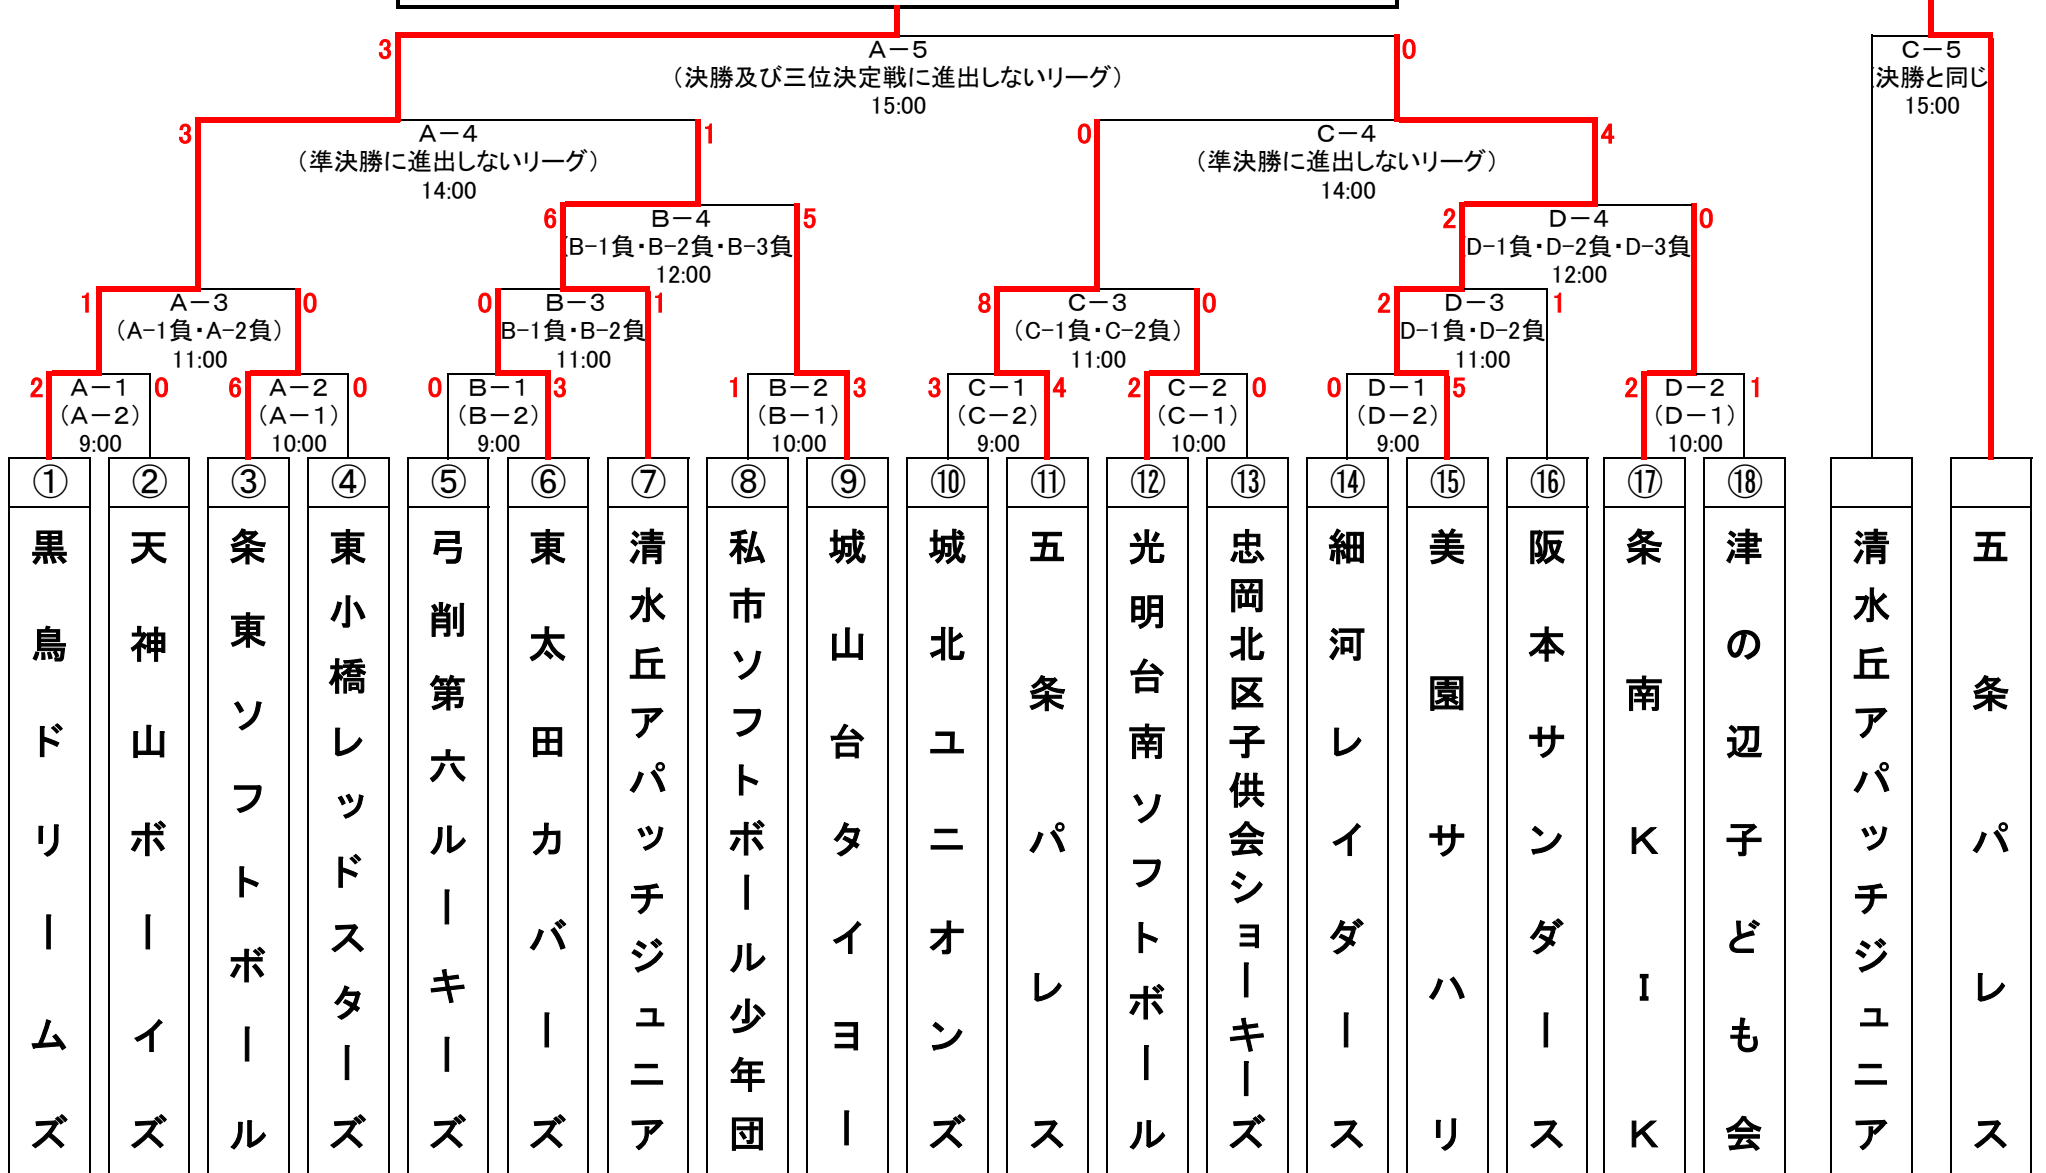 3 A－5 0 C－5
（決勝及び三位決定戦に進出しないリーグ） 決勝と同じ
15:00 15:00
3 A－4 1 0 C－4 4
（準決勝に進出しないリーグ） （準決勝に進出しないリーグ）
14:00 14:00
6 B－4 5 2 D－4 0
（B-1負・B-2負・B-3負 D-1負・D-2負・D-3負
12:00 12:00
1 A－3 0 0 B－3 1 8 C－3 0 2 D－3 1
（A-1負・A-2負） B-1負・B-2負 （C-1負・C-2負） D-1負・D-2負
11:00 11:00 11:00 11:00
2 A－1 0 6 A－2 0 0 B－1 3 1 B－2 3 3 C－1 4 2 C－2 0 0 D－1 5 2 D－2 1
（A－2） （A－1） （B－2） （B－1） （C－2） （C－1） （D－2） （D－1）
9:00 10:00 9:00 10:00 9:00 10:00 9:00 10:00
① ② ③ ④ ⑤ ⑥ ⑦ ⑧ ⑨ ⑩ ⑪ ⑫ ⑬ ⑭ ⑮ ⑯ ⑰ ⑱
黒鳥ドリームズ
天神山ボーイズ
条東ソフトボール
東小橋レッドスターズ
弓削第六ルーキーズ
東太田カバーズ
清水丘アパッチジュニア
私市ソフトボール少年団
城山台タイヨー
城北ユニオンズ
五条パレス
光明台南ソフトボール
忠岡北区子供会ショーキーズ
細河レイダース
美園サハリ
阪本サンダース
条南KIK
津の辺子ども会
清水丘アパッチジュニア
五条パレス